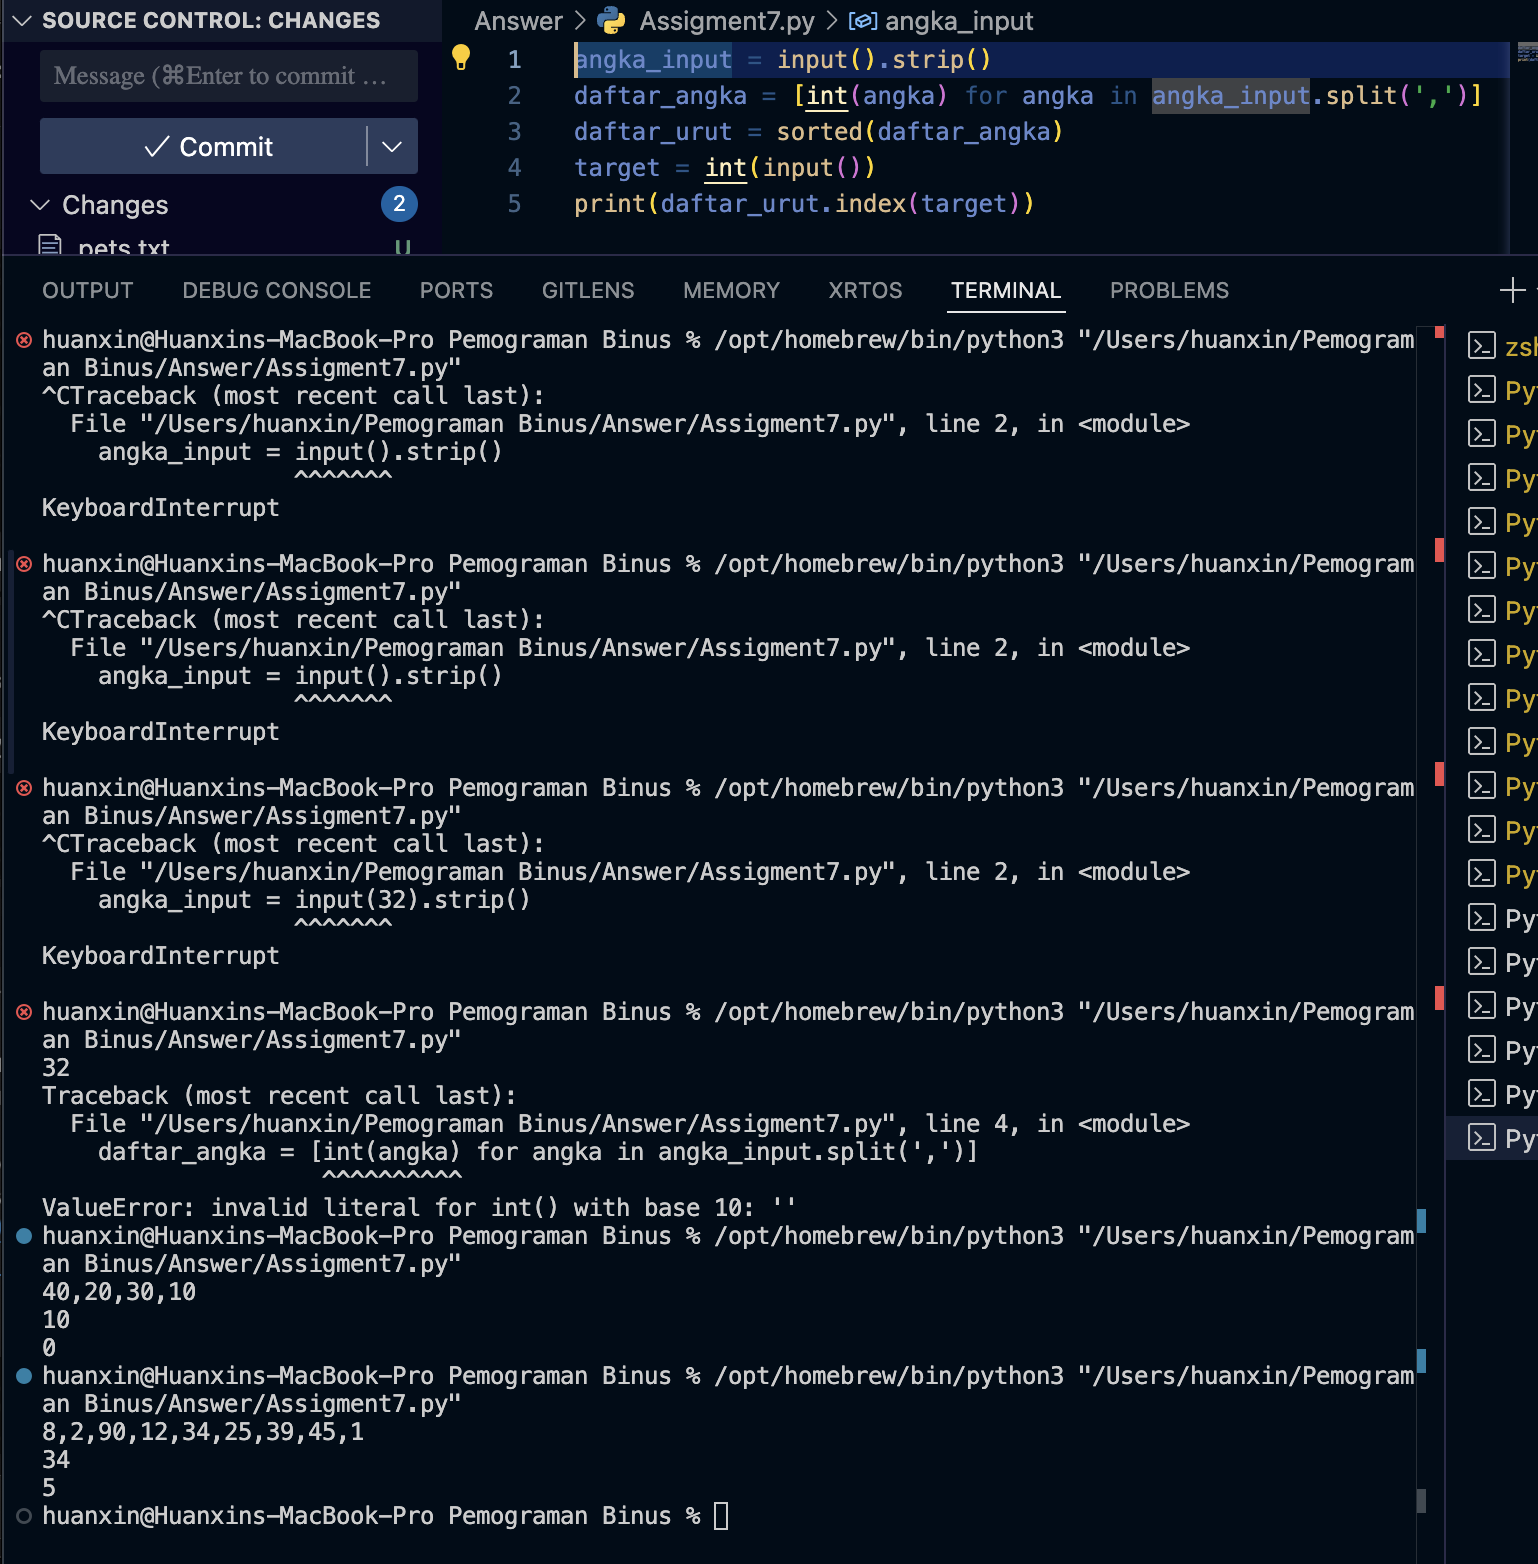 SOURCE CONTROL: CHANGES
Message (⌘Enter to commit ...
Commit
Changes
2
pets.txt
U
Answer > Assigment7.py > angka_input
1 angka_input = input().strip()
2 daftar_angka = [int(angka) for angka in angka_input.split(',')]
3 daftar_urut = sorted(daftar_angka)
4 target = int(input())
5 print(daftar_urut.index(target))
OUTPUT DEBUG CONSOLE PORTS GITLENS MEMORY XRTOS TERMINAL PROBLEMS
huanxin@Huanxins-MacBook-Pro Pemograman Binus % /opt/homebrew/bin/python3 "/Users/huanxin/Pemogram
an Binus/Answer/Assigment7.py"
^CTraceback (most recent call last):
  File "/Users/huanxin/Pemograman Binus/Answer/Assigment7.py", line 2, in <module>
    angka_input = input().strip()
                  ^^^^^^^
KeyboardInterrupt
huanxin@Huanxins-MacBook-Pro Pemograman Binus % /opt/homebrew/bin/python3 "/Users/huanxin/Pemogram
an Binus/Answer/Assigment7.py"
^CTraceback (most recent call last):
  File "/Users/huanxin/Pemograman Binus/Answer/Assigment7.py", line 2, in <module>
    angka_input = input().strip()
                  ^^^^^^^
KeyboardInterrupt
huanxin@Huanxins-MacBook-Pro Pemograman Binus % /opt/homebrew/bin/python3 "/Users/huanxin/Pemogram
an Binus/Answer/Assigment7.py"
^CTraceback (most recent call last):
  File "/Users/huanxin/Pemograman Binus/Answer/Assigment7.py", line 2, in <module>
    angka_input = input(32).strip()
                  ^^^^^^^
KeyboardInterrupt
huanxin@Huanxins-MacBook-Pro Pemograman Binus % /opt/homebrew/bin/python3 "/Users/huanxin/Pemogram
an Binus/Answer/Assigment7.py"
32
Traceback (most recent call last):
  File "/Users/huanxin/Pemograman Binus/Answer/Assigment7.py", line 4, in <module>
    daftar_angka = [int(angka) for angka in angka_input.split(',')]
                    ^^^^^^^^^^
ValueError: invalid literal for int() with base 10: ''
huanxin@Huanxins-MacBook-Pro Pemograman Binus % /opt/homebrew/bin/python3 "/Users/huanxin/Pemogram
an Binus/Answer/Assigment7.py"
40,20,30,10
10
0
huanxin@Huanxins-MacBook-Pro Pemograman Binus % /opt/homebrew/bin/python3 "/Users/huanxin/Pemogram
an Binus/Answer/Assigment7.py"
8,2,90,12,34,25,39,45,1
34
5
huanxin@Huanxins-MacBook-Pro Pemograman Binus %